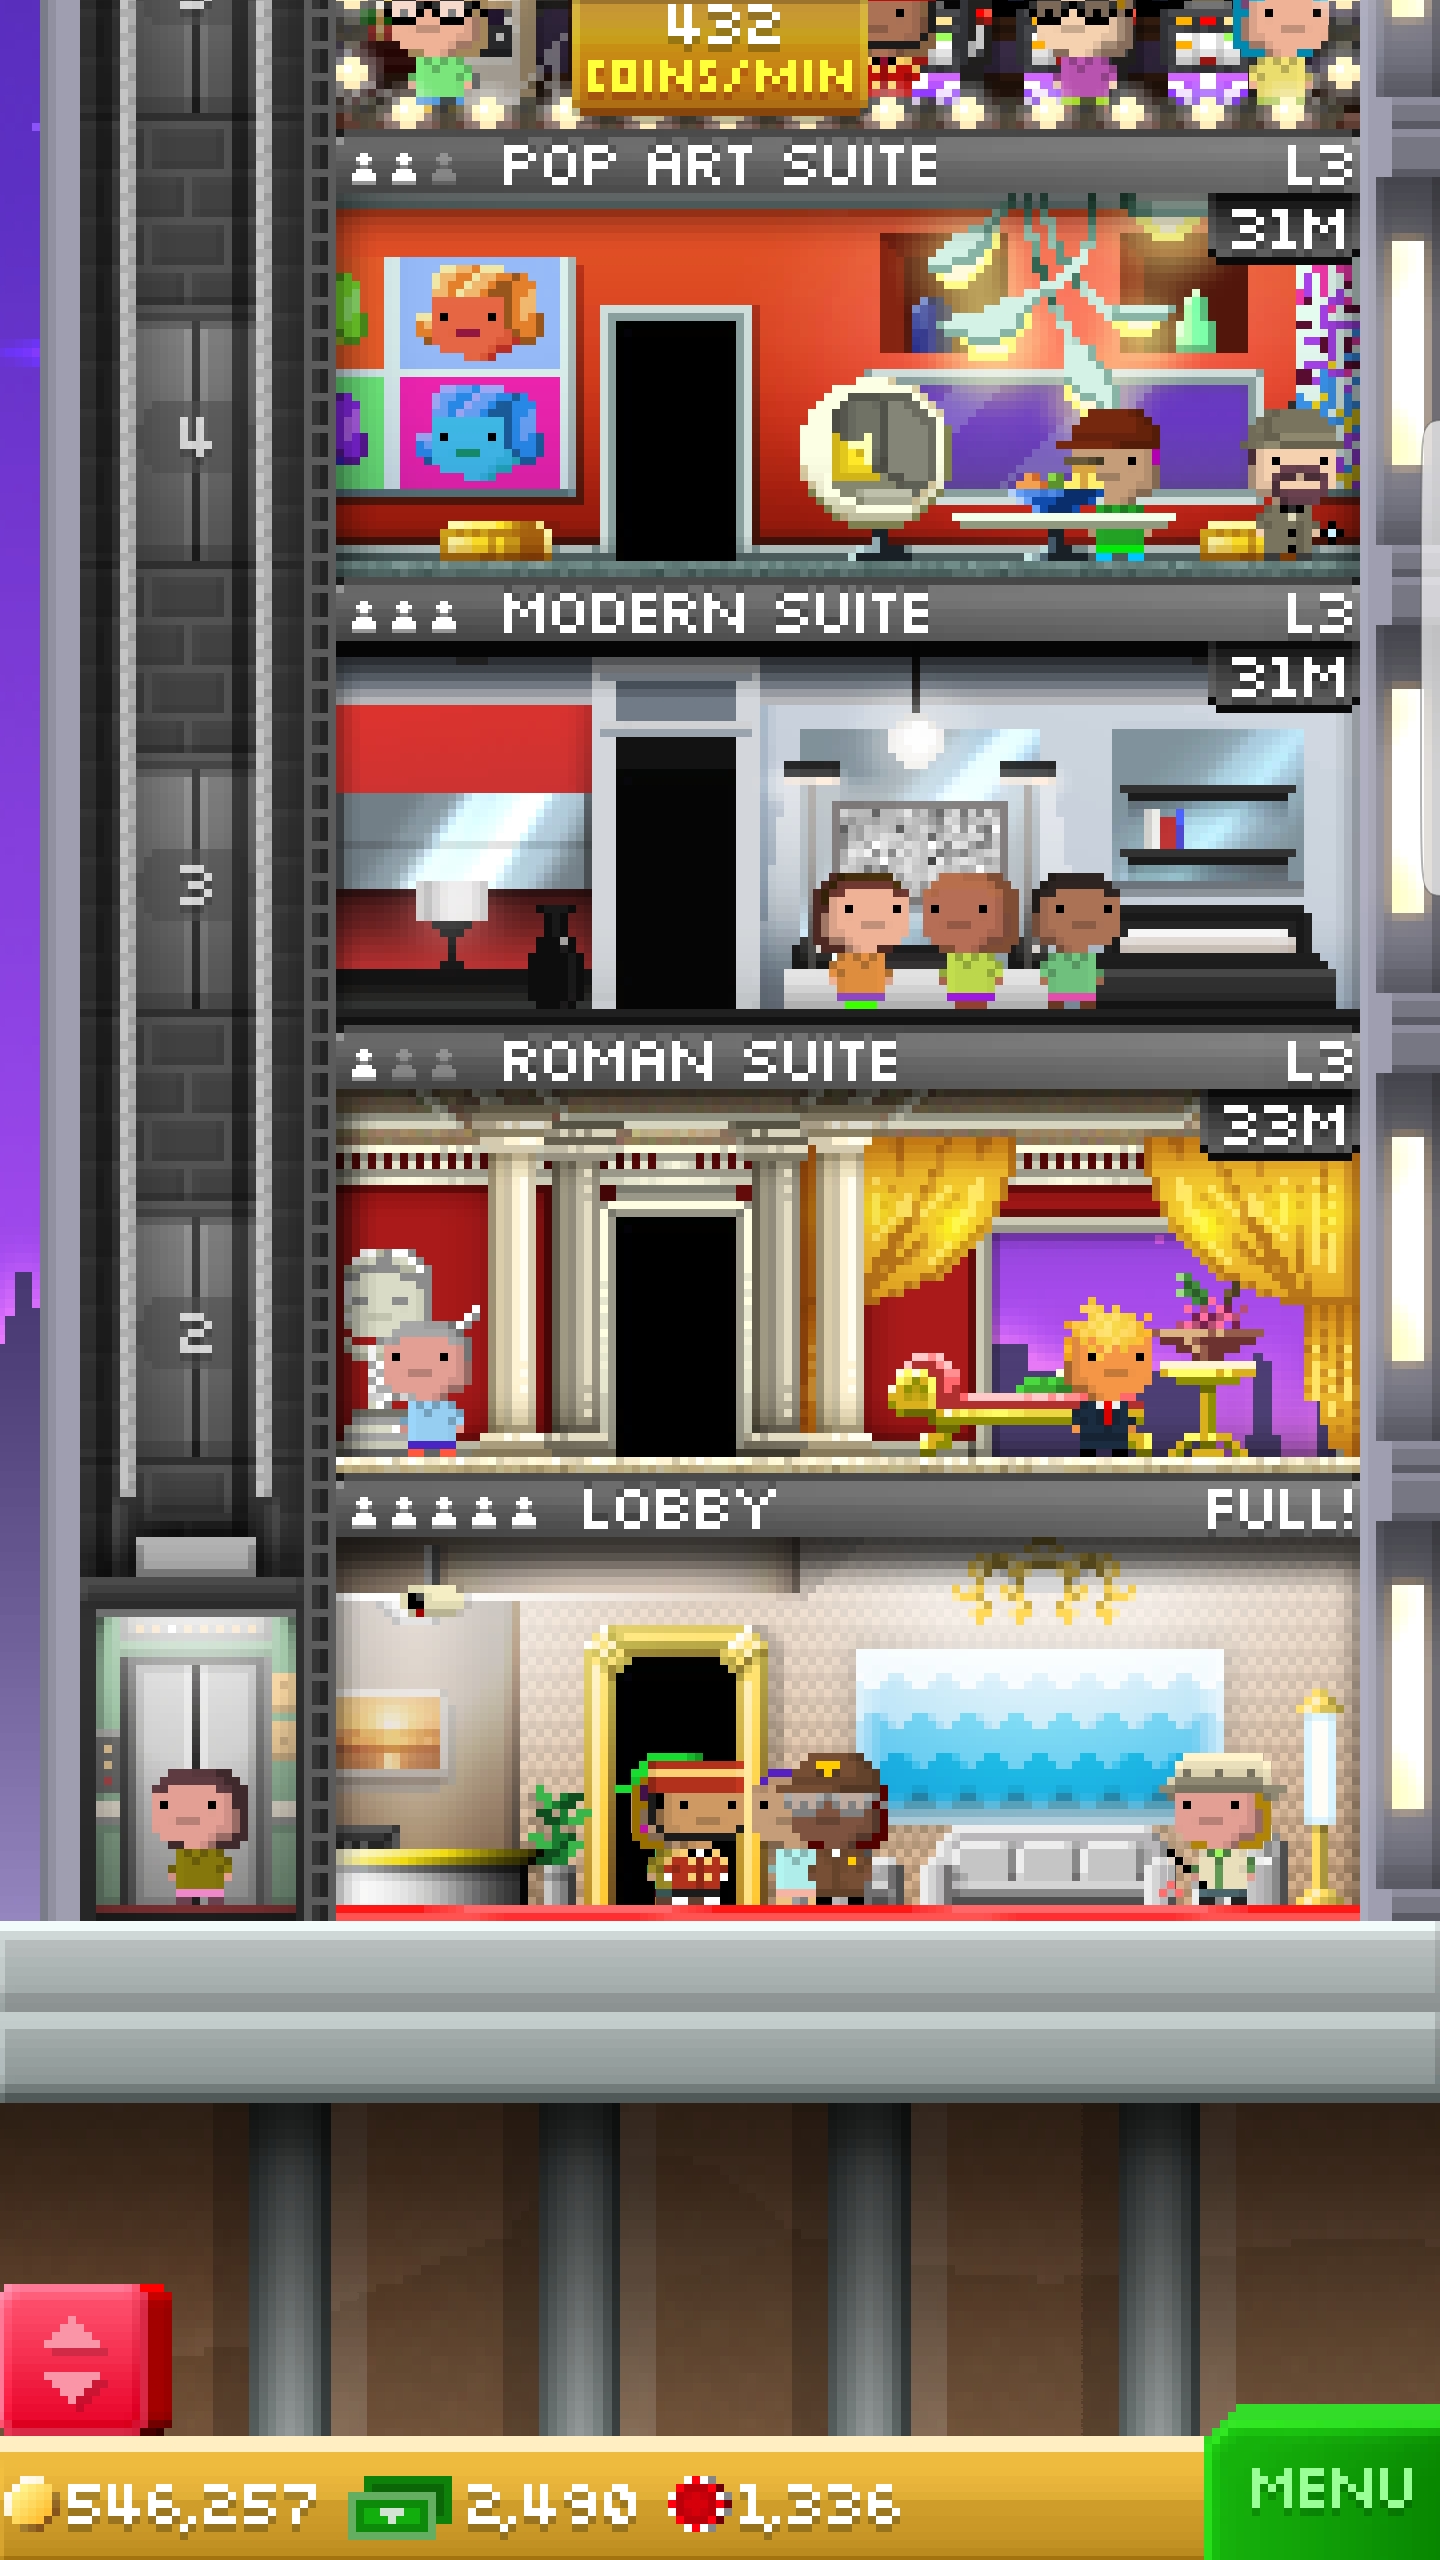 432
COINS/MIN
POP ART SUITE L3
31M
4
MODERN SUITE L3
31M
3
ROMAN SUITE L3
33M
2
LOBBY FULL!
546,257 2,490 1,336
MENU